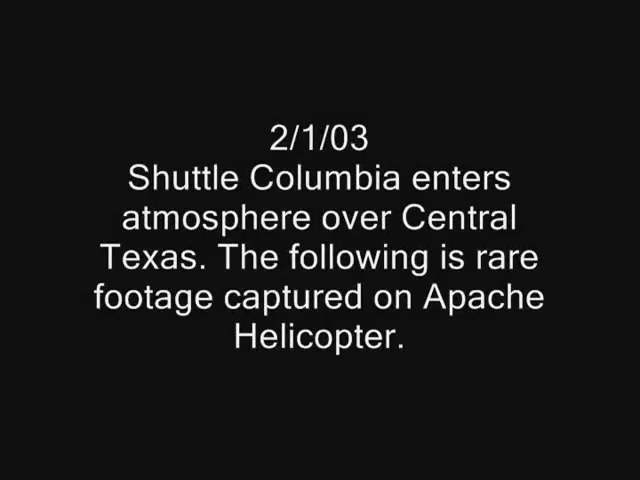 2/1/03
Shuttle Columbia enters
atmosphere over Central
Texas. The following is rare
footage captured on Apache
Helicopter.